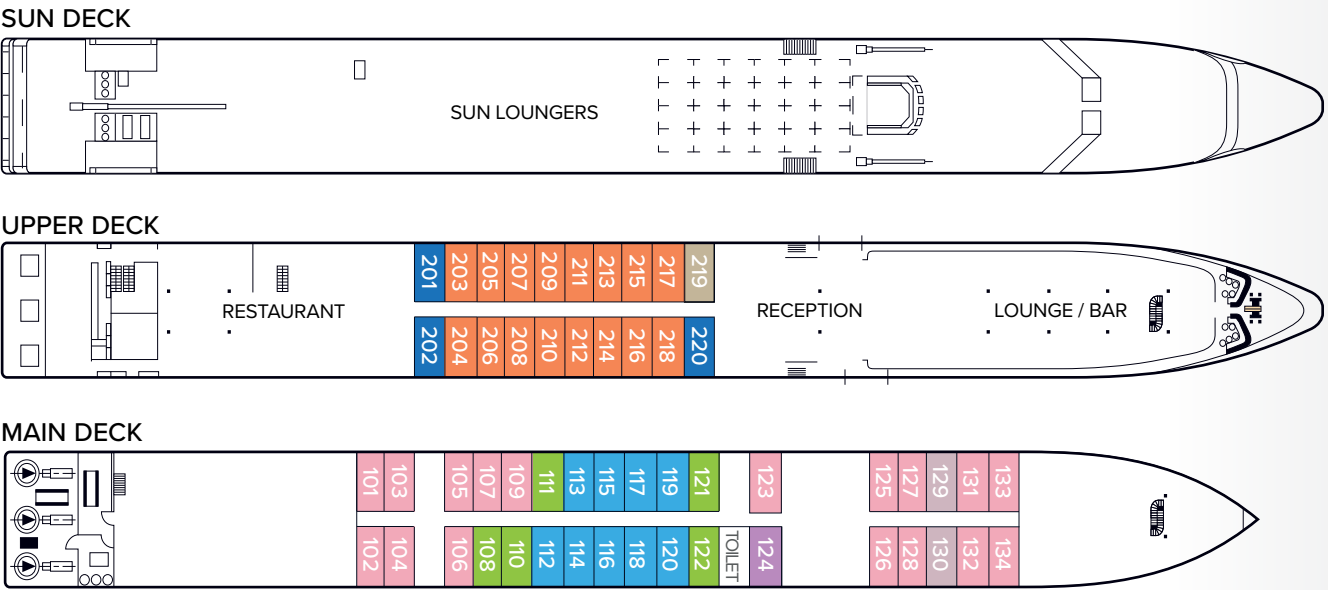 SUN DECK
SUN LOUNGERS
UPPER DECK
201 203 205 207 209 211 213 215 217 219
RESTAURANT
RECEPTION
LOUNGE / BAR
202 204 206 208 210 212 214 216 218 220
MAIN DECK
101 103 105 107 109 111 113 115 117 119 121 123 125 127 129 131 133
102 104 106 108 110 112 114 116 118 120 122 TOILET 124 126 128 130 132 134